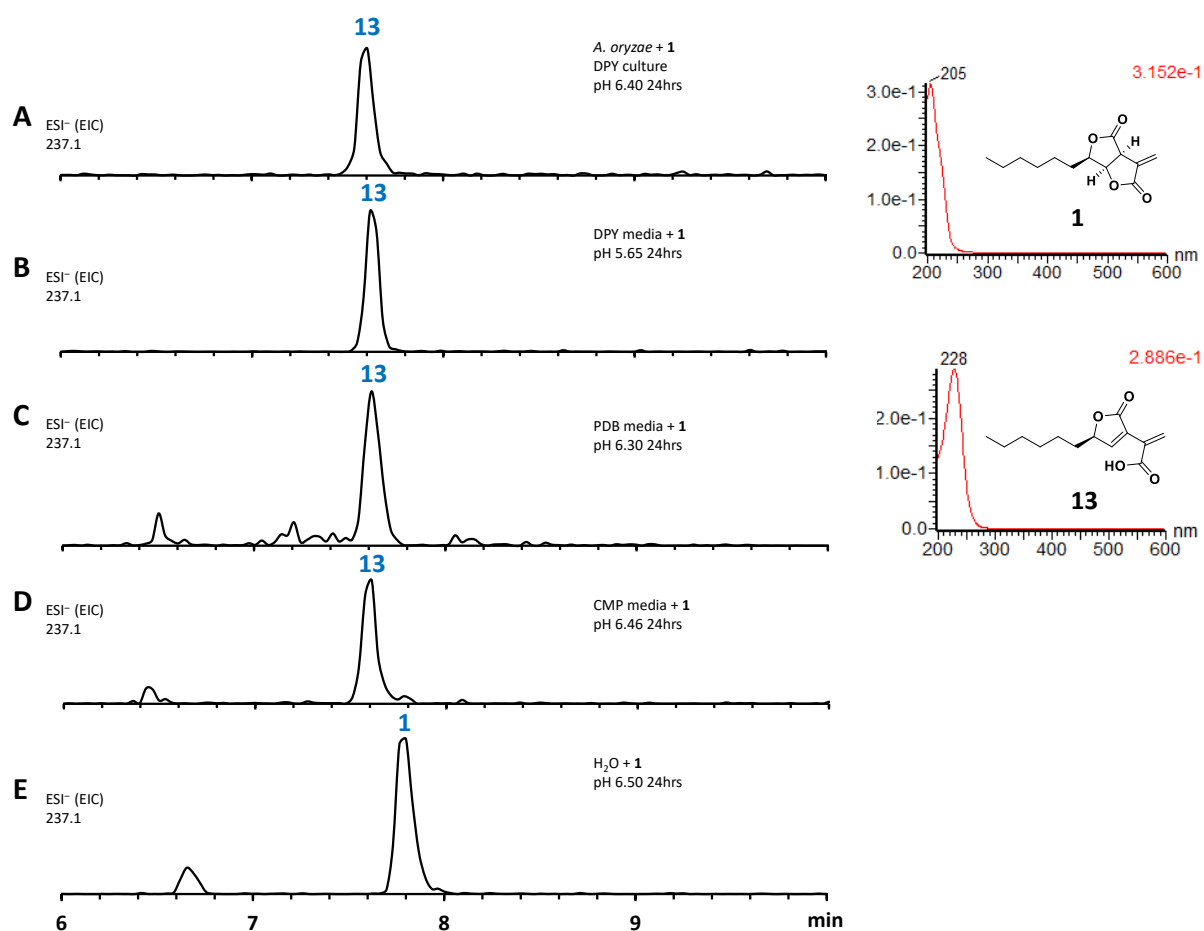 13
A. oryzae + 1
DPY culture
pH 6.40 24hrs
A
ESI⁻ (EIC)
237.1
13
DPY media + 1
pH 5.65 24hrs
B
ESI⁻ (EIC)
237.1
13
PDB media + 1
pH 6.30 24hrs
C
ESI⁻ (EIC)
237.1
13
CMP media + 1
pH 6.46 24hrs
D
ESI⁻ (EIC)
237.1
1
H₂O + 1
pH 6.50 24hrs
E
ESI⁻ (EIC)
237.1
6 7 8 9 min
205 3.152e-1
3.0e-1
2.0e-1
1.0e-1
0.0
O
O H
H O O
1
200 300 400 500 600 nm
228 2.886e-1
2.0e-1
1.0e-1
0.0
O
O
HO O
13
200 300 400 500 600 nm